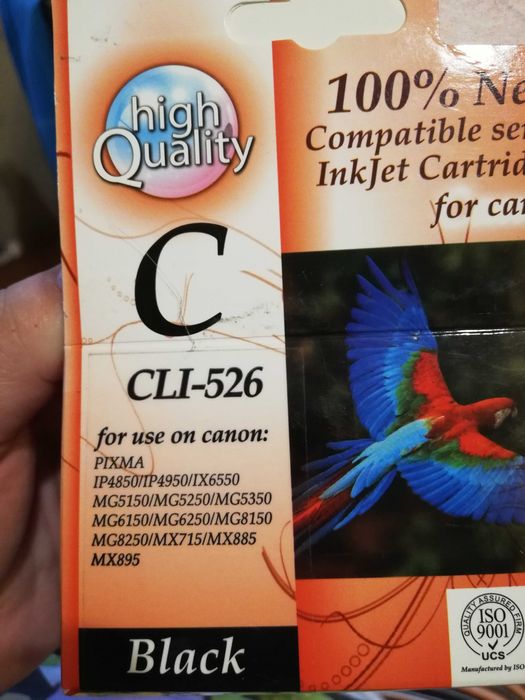 high
Quality
100% Ne
Compatible se
InkJet Cartrid
for ca
C
CLI-526
for use on canon:
PIXMA
IP4850/IP4950/IX6550
MG5150/MG5250/MG5350
MG6150/MG6250/MG8150
MG8250/MX715/MX885
MX895
Black
QUALITY ASSURED FIRM
ISO
9001
UCS
Manufactured by ISO